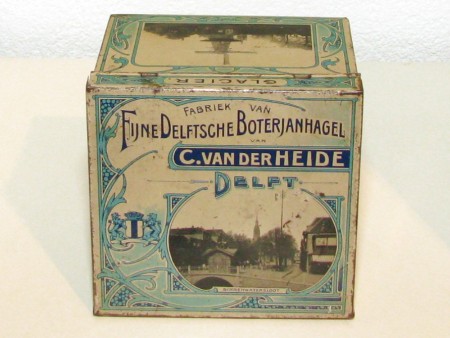 GLACIER
FABRIEK VAN
FIJNE DELFTSCHE BOTERJANHAGEL
VAN
C. VAN DER HEIDE
DELFT